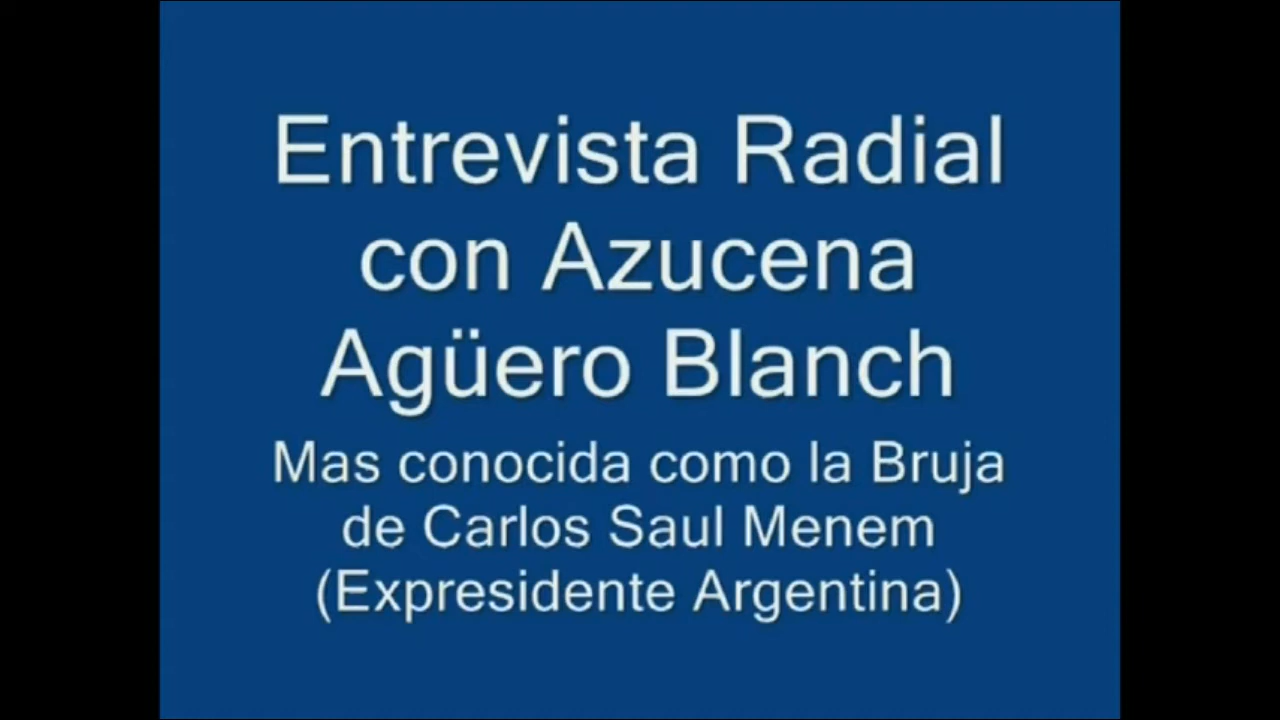 Entrevista Radial
con Azucena
Agüero Blanch
Mas conocida como la Bruja
de Carlos Saul Menem
(Expresidente Argentina)